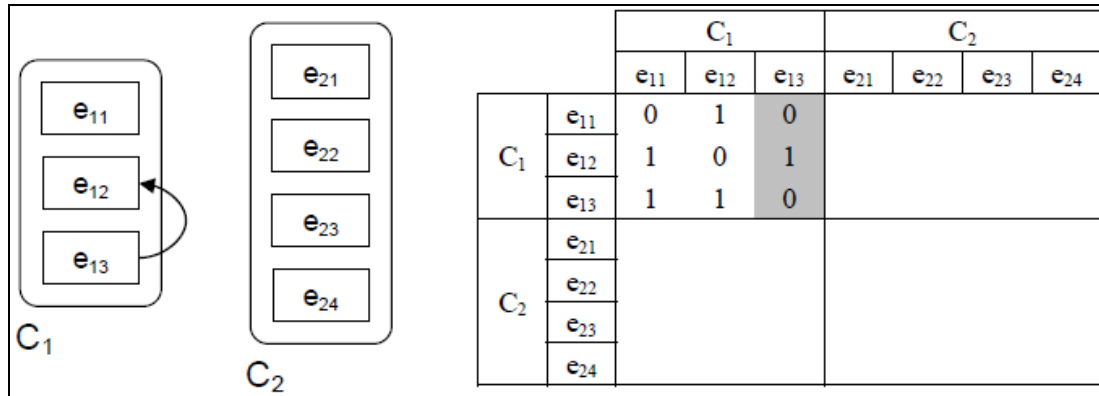 e₁₁
e₁₂
e₁₃
C₁
e₂₁
e₂₂
e₂₃
e₂₄
C₂
C₁ C₂
e₁₁ e₁₂ e₁₃ e₂₁ e₂₂ e₂₃ e₂₄
C₁ e₁₁ 0 1 0
e₁₂ 1 0 1
e₁₃ 1 1 0
C₂ e₂₁
e₂₂
e₂₃
e₂₄